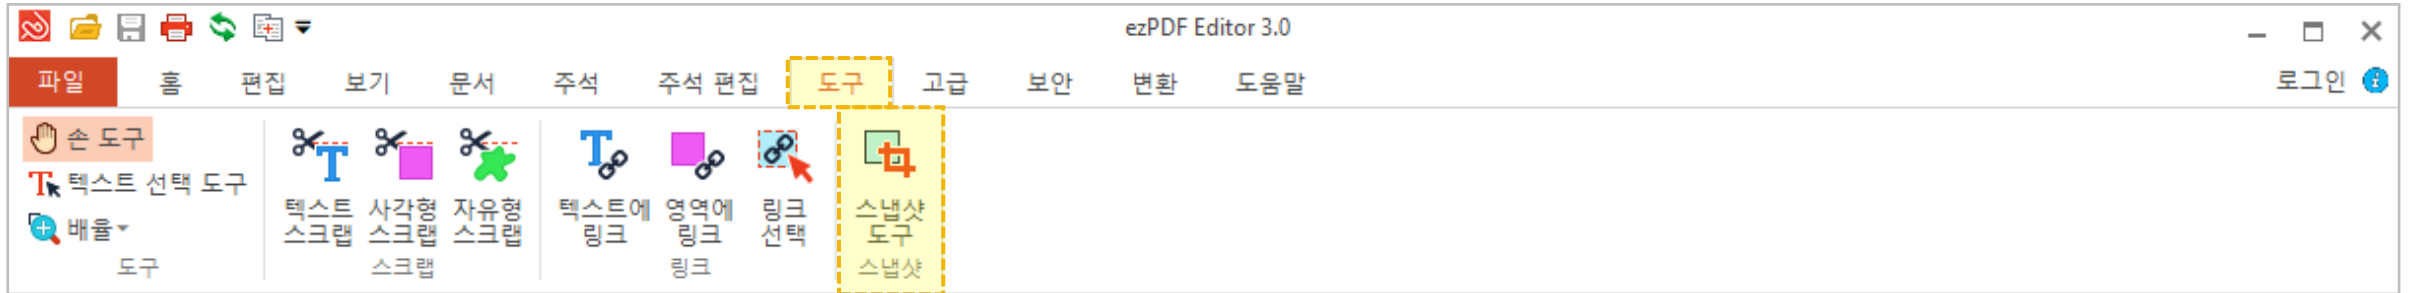 ezPDF Editor 3.0
파일 홈 편집 보기 문서 주석 주석 편집 도구 고급 보안 변환 도움말 로그인
손 도구
텍스트 선택 도구
배율
도구
텍스트
스크랩
사각형
스크랩
자유형
스크랩
스크랩
텍스트에
링크
영역에
링크
링크
선택
링크
스냅샷
도구
스냅샷